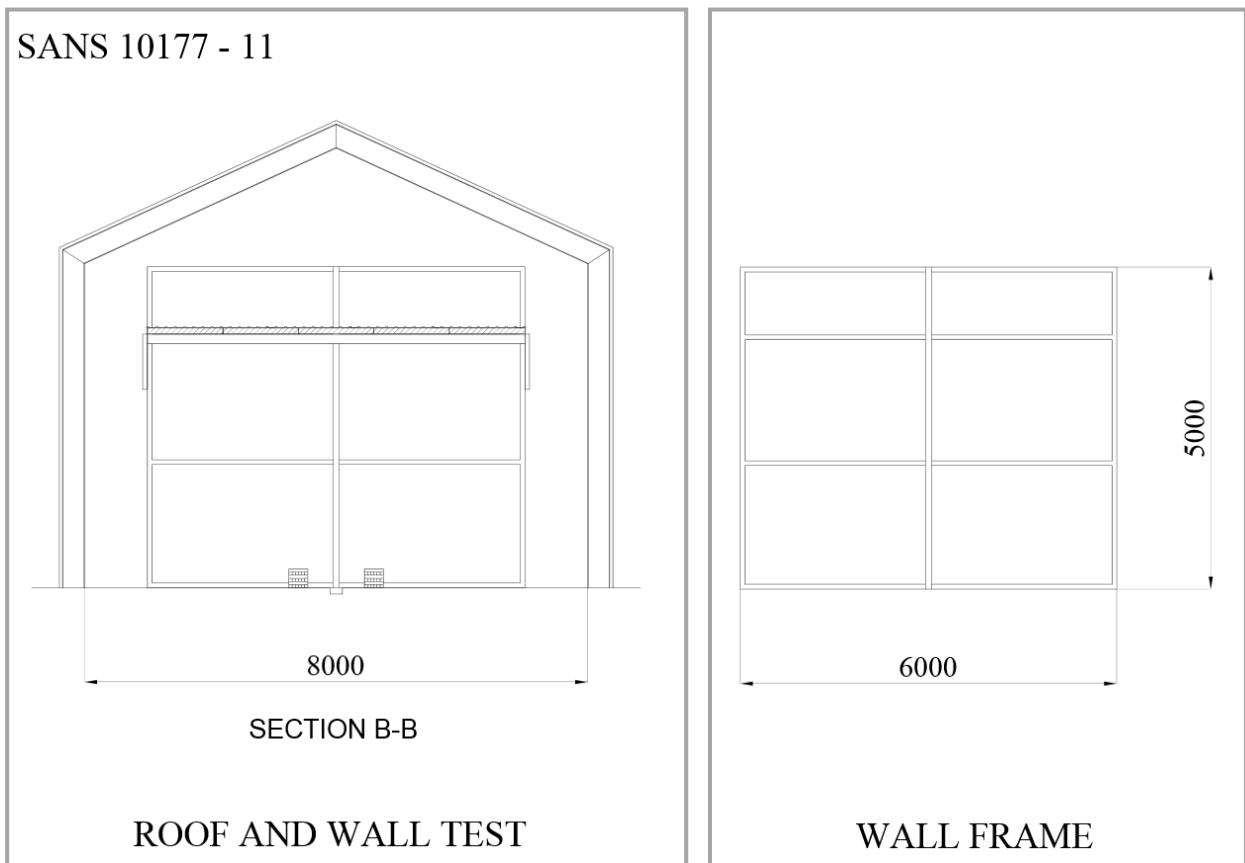 SANS 10177 - 11
8000
SECTION B-B
ROOF AND WALL TEST
5000
6000
WALL FRAME